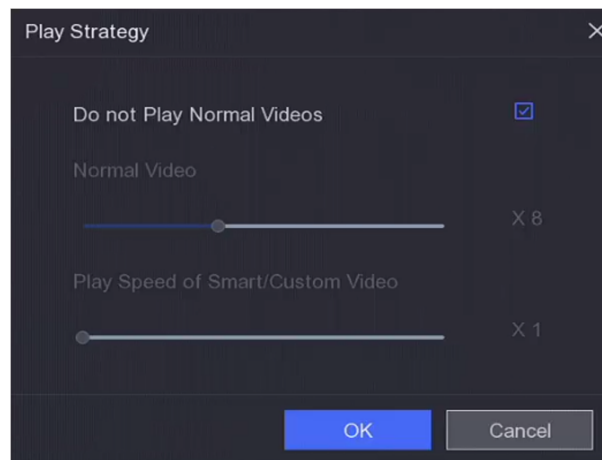 Play Strategy
Do not Play Normal Videos
Normal Video
X 8
Play Speed of Smart/Custom Video
X 1
OK
Cancel